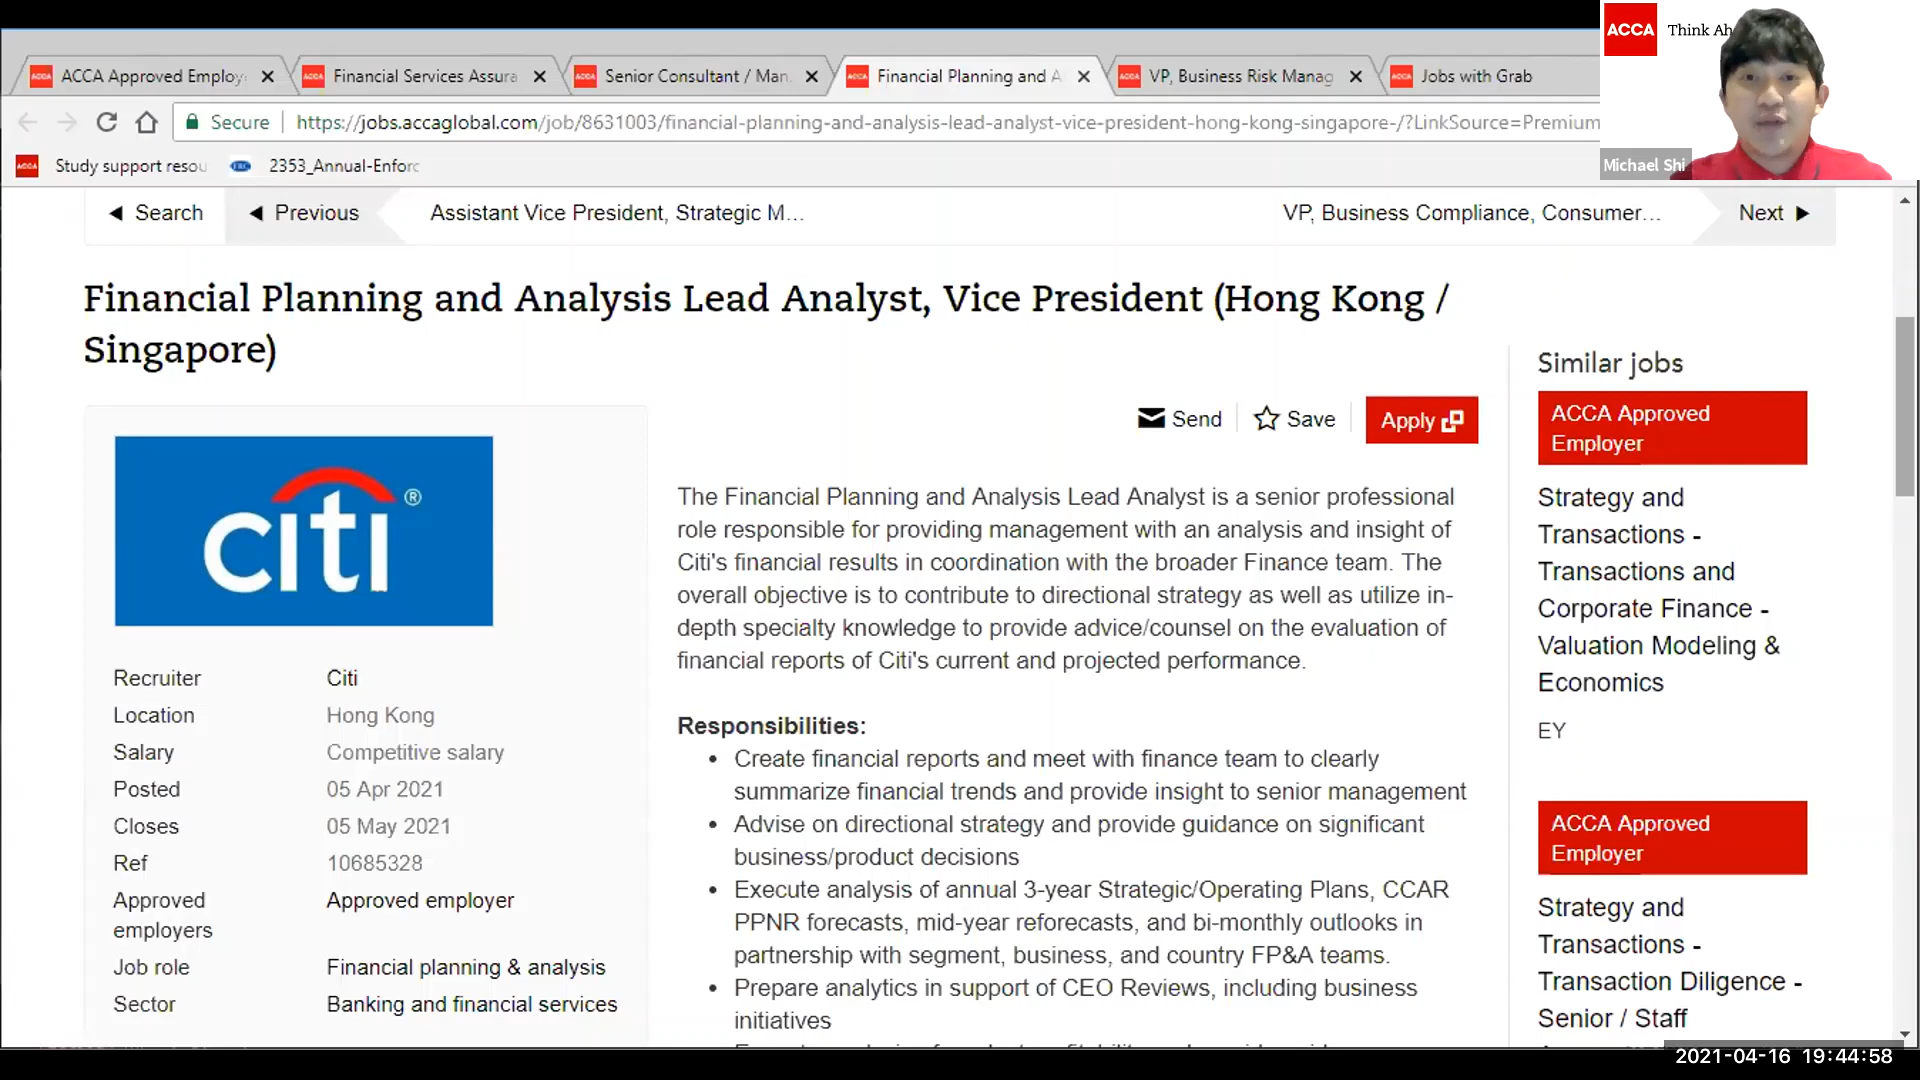 ACCA Think Ah
ACCA Approved Employ
Financial Services Assura
Senior Consultant / Man
Financial Planning and A
VP, Business Risk Manag
Jobs with Grab
Secure
https://jobs.accaglobal.com/job/8631003/financial-planning-and-analysis-lead-analyst-vice-president-hong-kong-singapore-/?LinkSource=Premium
Study support resou
2353_Annual-Enforc
Michael Shi
Search
Previous
Assistant Vice President, Strategic M...
VP, Business Compliance, Consumer...
Next
Financial Planning and Analysis Lead Analyst, Vice President (Hong Kong /
Singapore)
citi®
Recruiter Citi
Location Hong Kong
Salary Competitive salary
Posted 05 Apr 2021
Closes 05 May 2021
Ref 10685328
Approved Approved employer
employers
Job role Financial planning & analysis
Sector Banking and financial services
Send
Save
Apply
The Financial Planning and Analysis Lead Analyst is a senior professional
role responsible for providing management with an analysis and insight of
Citi's financial results in coordination with the broader Finance team. The
overall objective is to contribute to directional strategy as well as utilize in-
depth specialty knowledge to provide advice/counsel on the evaluation of
financial reports of Citi's current and projected performance.
Responsibilities:
• Create financial reports and meet with finance team to clearly
summarize financial trends and provide insight to senior management
• Advise on directional strategy and provide guidance on significant
business/product decisions
• Execute analysis of annual 3-year Strategic/Operating Plans, CCAR
PPNR forecasts, mid-year reforecasts, and bi-monthly outlooks in
partnership with segment, business, and country FP&A teams.
• Prepare analytics in support of CEO Reviews, including business
initiatives
Similar jobs
ACCA Approved
Employer
Strategy and
Transactions -
Transactions and
Corporate Finance -
Valuation Modeling &
Economics
EY
ACCA Approved
Employer
Strategy and
Transactions -
Transaction Diligence -
Senior / Staff
2021-04-16 19:44:58